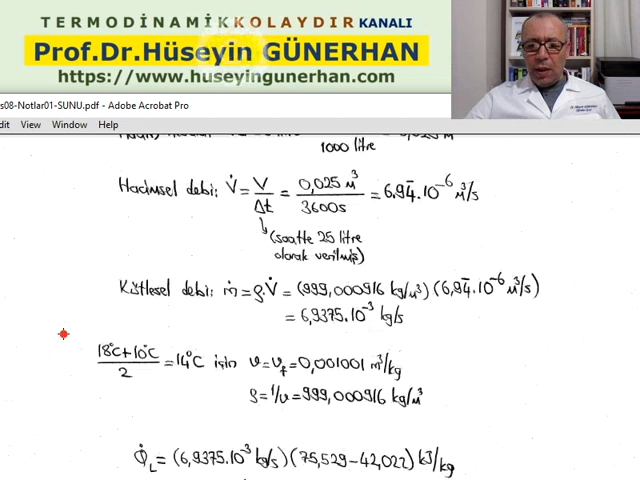 TERMODİNAMİKKOLAYDIR KANALI
Prof.Dr.Hüseyin GÜNERHAN
https://www.huseyingunerhan.com
s08-Notlar01-SUNU.pdf - Adobe Acrobat Pro
dit View Window Help
1000 litre
Hacimsel debi; V̇ = V/Δt = 0,025 m³/3600s = 6,94̄.10⁻⁶ m³/s
(saatte 25 litre
olarak verilmiş)
Kütlesel debi; ṁ = ρ.V̇ = (999,000916 kg/m³) (6,94̄.10⁻⁶ m³/s)
= 6,9375.10⁻³ kg/s
18°C+10°C/2 = 14°C için v = v_f = 0,001001 m³/kg
ρ = 1/v = 999,000916 kg/m³
Q̇_L = (6,9375.10⁻³ kg/s) (75,529-42,022) kJ/kg